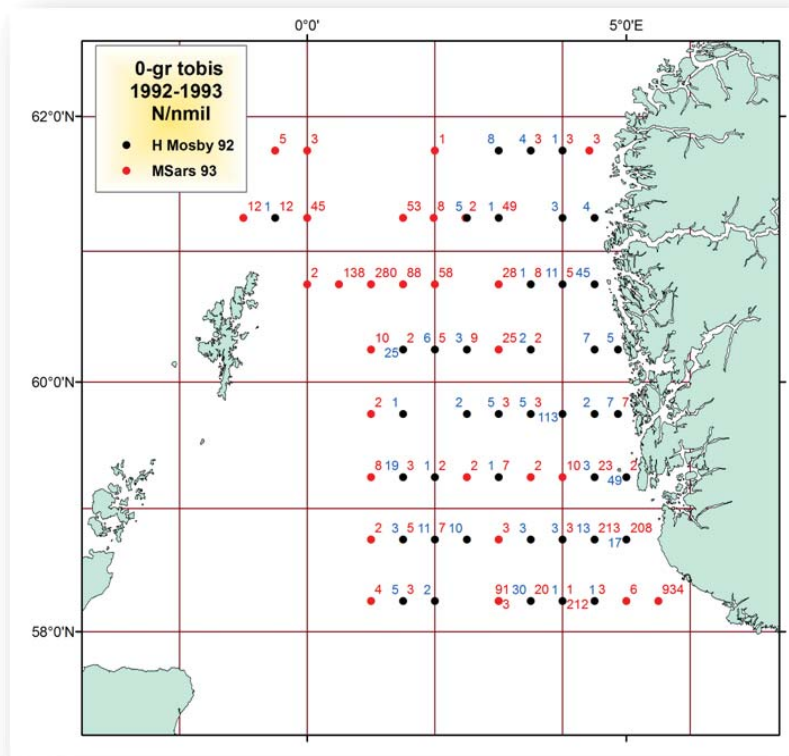 0°0' 5°0'E
0-gr tobis
1992-1993
N/nmil
H Mosby 92
MSars 93
62°0'N
5 3 1 8 4 3 1 3 3
12 1 12 45 53 8 5 2 1 49 3 4
2 138 280 88 58 28 1 8 11 5 45
10 2 6 5 3 9 25 2 2 7 5
25
60°0'N
2 1 2 5 3 5 3 2 7 7
113
8 19 3 1 2 2 1 7 2 10 3 23 2
49
2 3 5 11 7 10 3 3 3 3 13 213 208
17
4 5 3 2 91 30 20 1 1 1 3 6 934
3 212
58°0'N